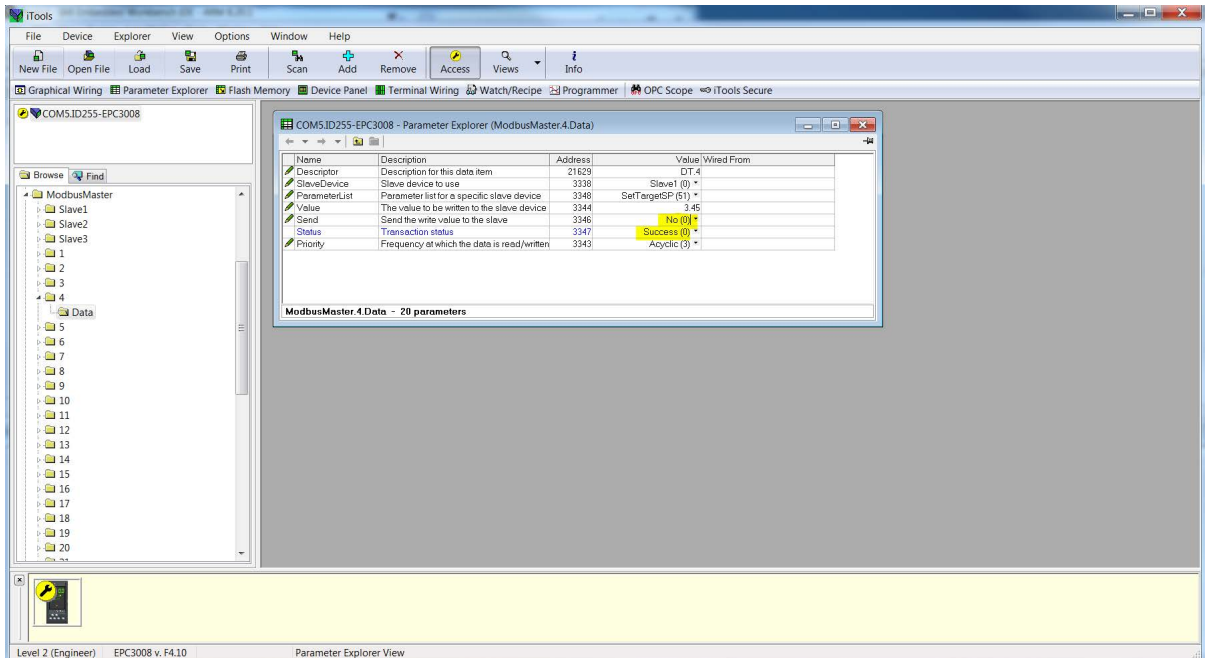 iTools
File Device Explorer View Options Window Help
New File Open File Load Save Print Scan Add Remove Access Views Info
Graphical Wiring Parameter Explorer Flash Memory Device Panel Terminal Wiring Watch/Recipe Programmer OPC Scope iTools Secure
COM5.ID255-EPC3008
Browse Find
ModbusMaster
Slave1
Slave2
Slave3
1
2
3
4
Data
5
6
7
8
9
10
11
12
13
14
15
16
17
18
19
20
COM5.ID255-EPC3008 - Parameter Explorer (ModbusMaster.4.Data)
Name Description Address Value Wired From
Descriptor Description for this data item 21629 DT.4
SlaveDevice Slave device to use 3338 Slave1 (0)
ParameterList Parameter list for a specific slave device 3348 SetTargetSP (51)
Value The value to be written to the slave device 3344 3.45
Send Send the write value to the slave 3346 No (0)
Status Transaction status 3347 Success (0)
Priority Frequency at which the data is read/written 3343 Acyclic (3)
ModbusMaster.4.Data - 20 parameters
Level 2 (Engineer) EPC3008 v. F4.10 Parameter Explorer View